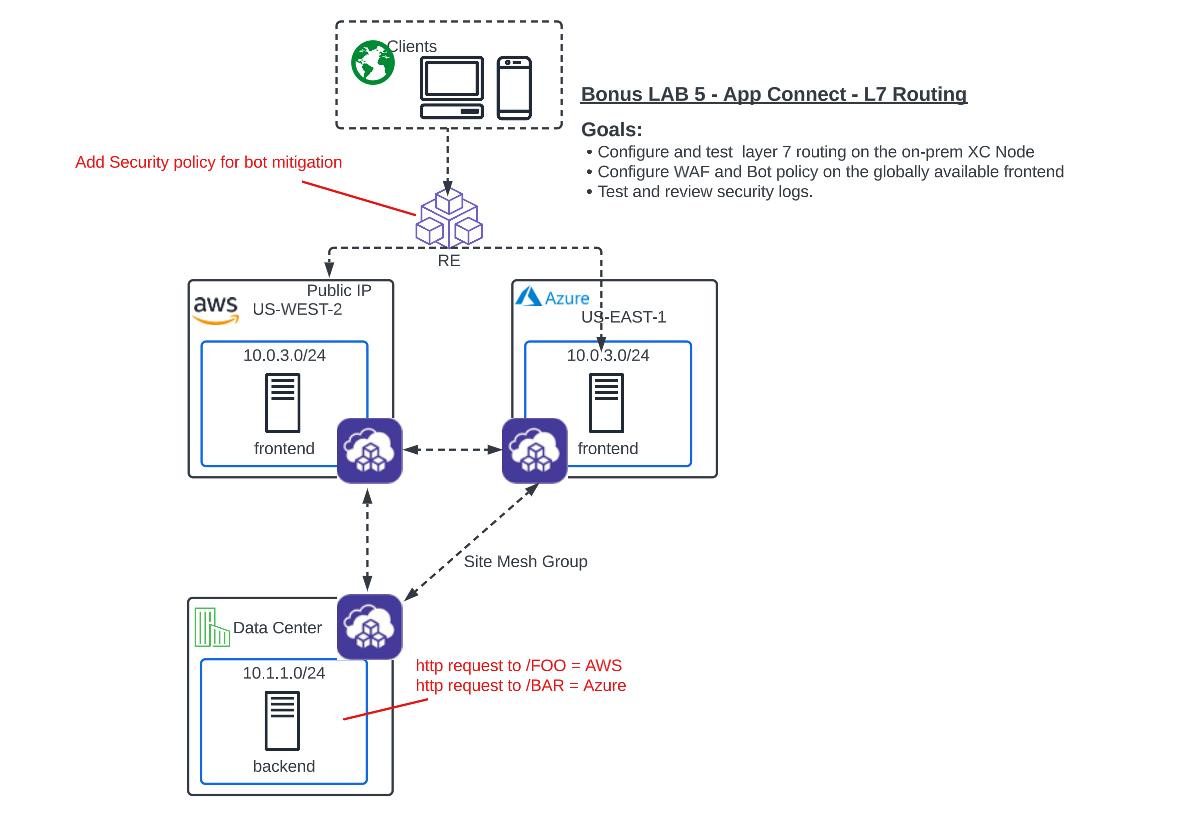 Clients
Bonus LAB 5 - App Connect - L7 Routing
Goals:
• Configure and test  layer 7 routing on the on-prem XC Node
• Configure WAF and Bot policy on the globally available frontend
• Test and review security logs.
Add Security policy for bot mitigation
RE
aws
Public IP
US-WEST-2
10.0.3.0/24
frontend
Azure
US-EAST-1
10.0.3.0/24
frontend
Site Mesh Group
Data Center
10.1.1.0/24
backend
http request to /FOO = AWS
http request to /BAR = Azure